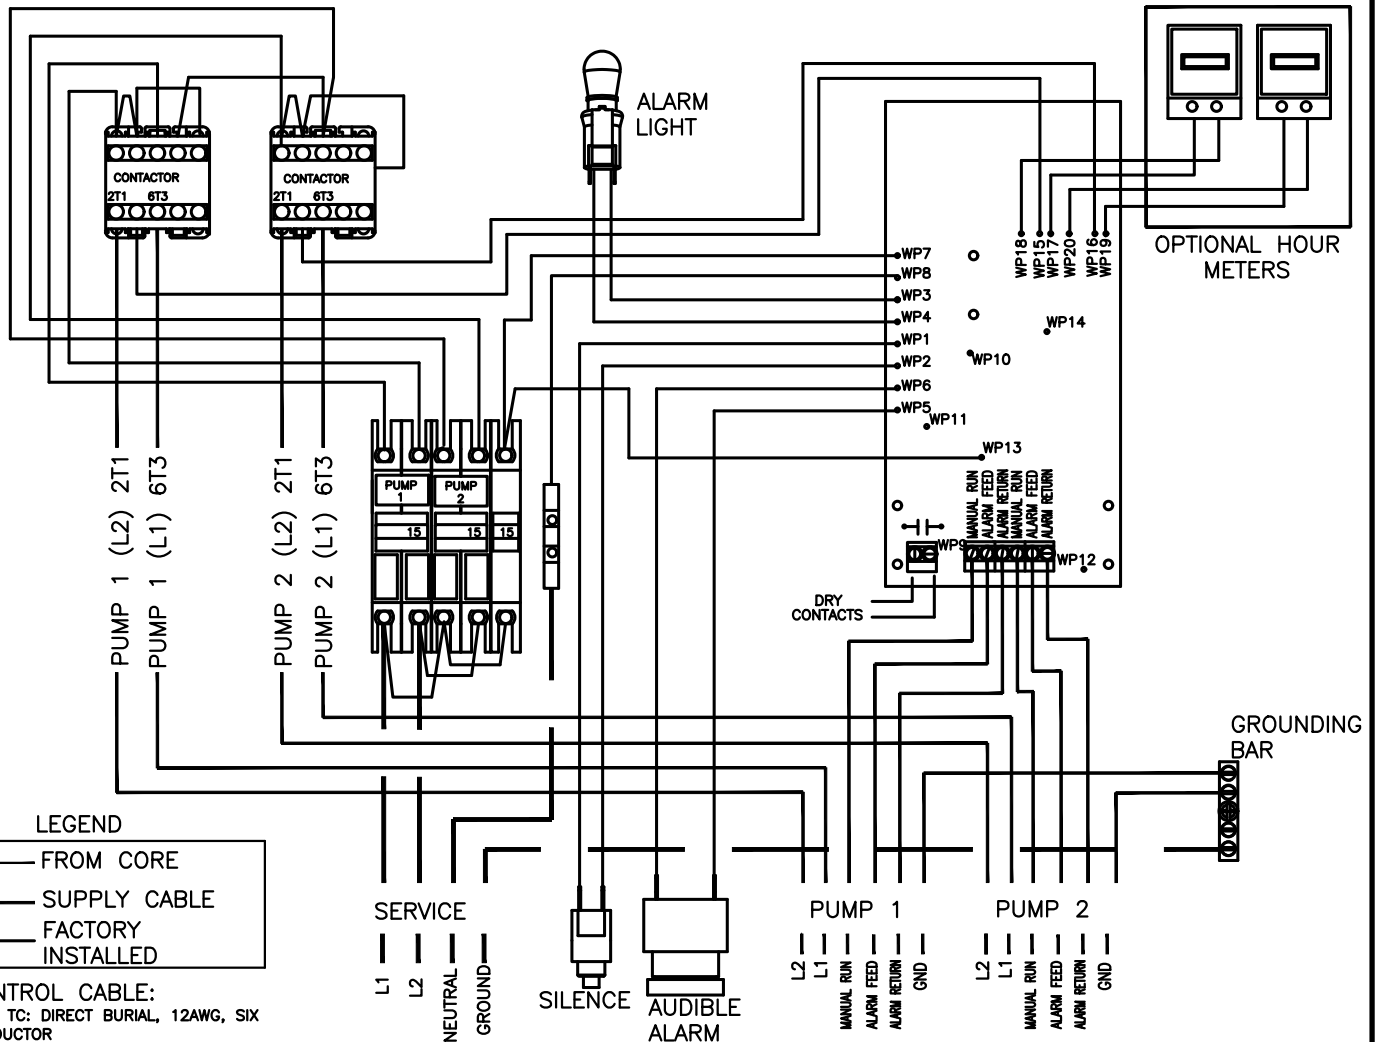 ALARM
LIGHT
CONTACTOR
2T1 6T3
CONTACTOR
2T1 6T3
OPTIONAL HOUR
METERS
WP18
WP15
WP17
WP20
WP16
WP19
WP7
WP8
WP3
WP4
WP1
WP2
WP6
WP5
WP14
WP10
WP11
WP13
MANUAL RUN
ALARM FEED
ALARM RETURN
MANUAL RUN
ALARM FEED
ALARM RETURN
WP9
WP12
DRY
CONTACTS
PUMP 1 (L2) 2T1
PUMP 1 (L1) 6T3
PUMP 2 (L2) 2T1
PUMP 2 (L1) 6T3
PUMP
1
PUMP
2
15
15
15
GROUNDING
BAR
LEGEND
FROM CORE
SUPPLY CABLE
FACTORY
INSTALLED
NTROL CABLE:
TC: DIRECT BURIAL, 12AWG, SIX
DUCTOR
SERVICE
L1
L2
NEUTRAL
GROUND
SILENCE
AUDIBLE
ALARM
PUMP 1
L2
L1
MANUAL RUN
ALARM FEED
ALARM RETURN
GND
PUMP 2
L2
L1
MANUAL RUN
ALARM FEED
ALARM RETURN
GND